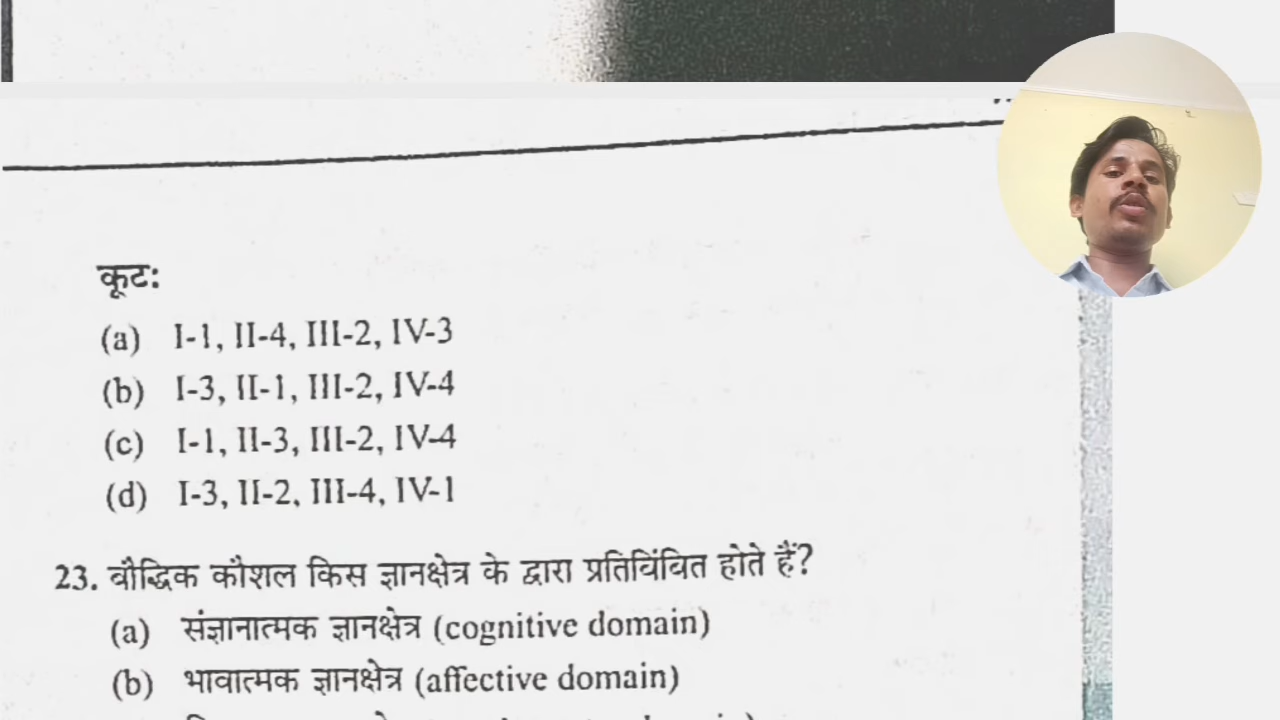 कूटः
(a) I-1, II-4, III-2, IV-3
(b) I-3, II-1, III-2, IV-4
(c) I-1, II-3, III-2, IV-4
(d) I-3, II-2, III-4, IV-1
23. बौद्धिक कौशल किस ज्ञानक्षेत्र के द्वारा प्रतिविंवित होते हैं?
(a) संज्ञानात्मक ज्ञानक्षेत्र (cognitive domain)
(b) भावात्मक ज्ञानक्षेत्र (affective domain)